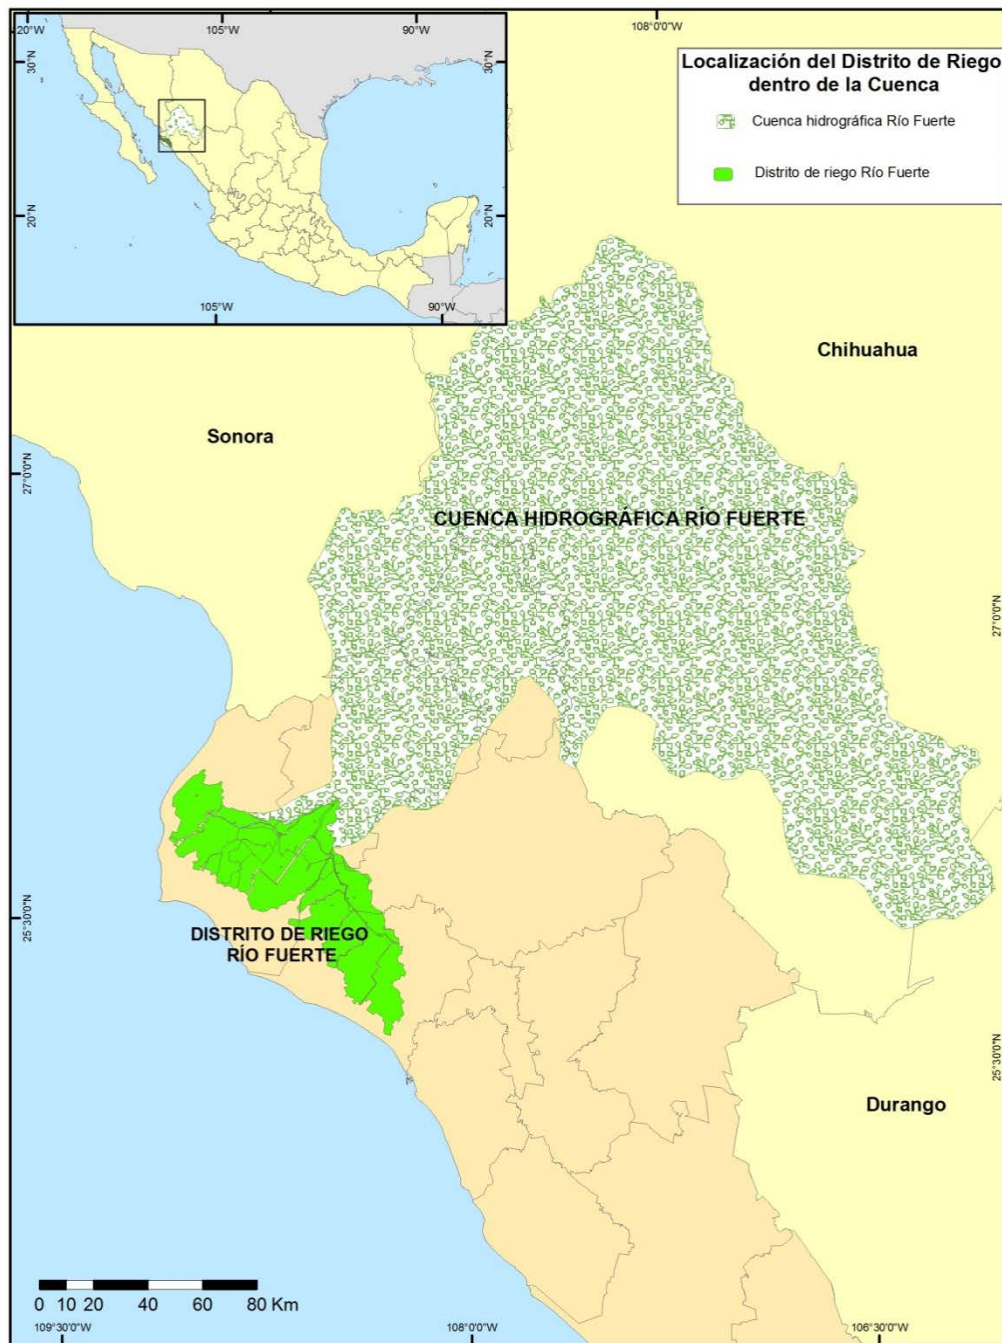 120°W
105°W
90°W
108°0'0"W
30°N
30°N
20°N
20°N
105°W
90°W
Localización del Distrito de Riego
dentro de la Cuenca
Cuenca hidrográfica Río Fuerte
Distrito de riego Río Fuerte
Chihuahua
Sonora
27°0'0"N
CUENCA HIDROGRÁFICA RÍO FUERTE
27°0'0"N
25°30'0"N
DISTRITO DE RIEGO
RÍO FUERTE
25°30'0"N
Durango
0 10 20 40 60 80 Km
109°30'0"W
108°0'0"W
106°30'0"W